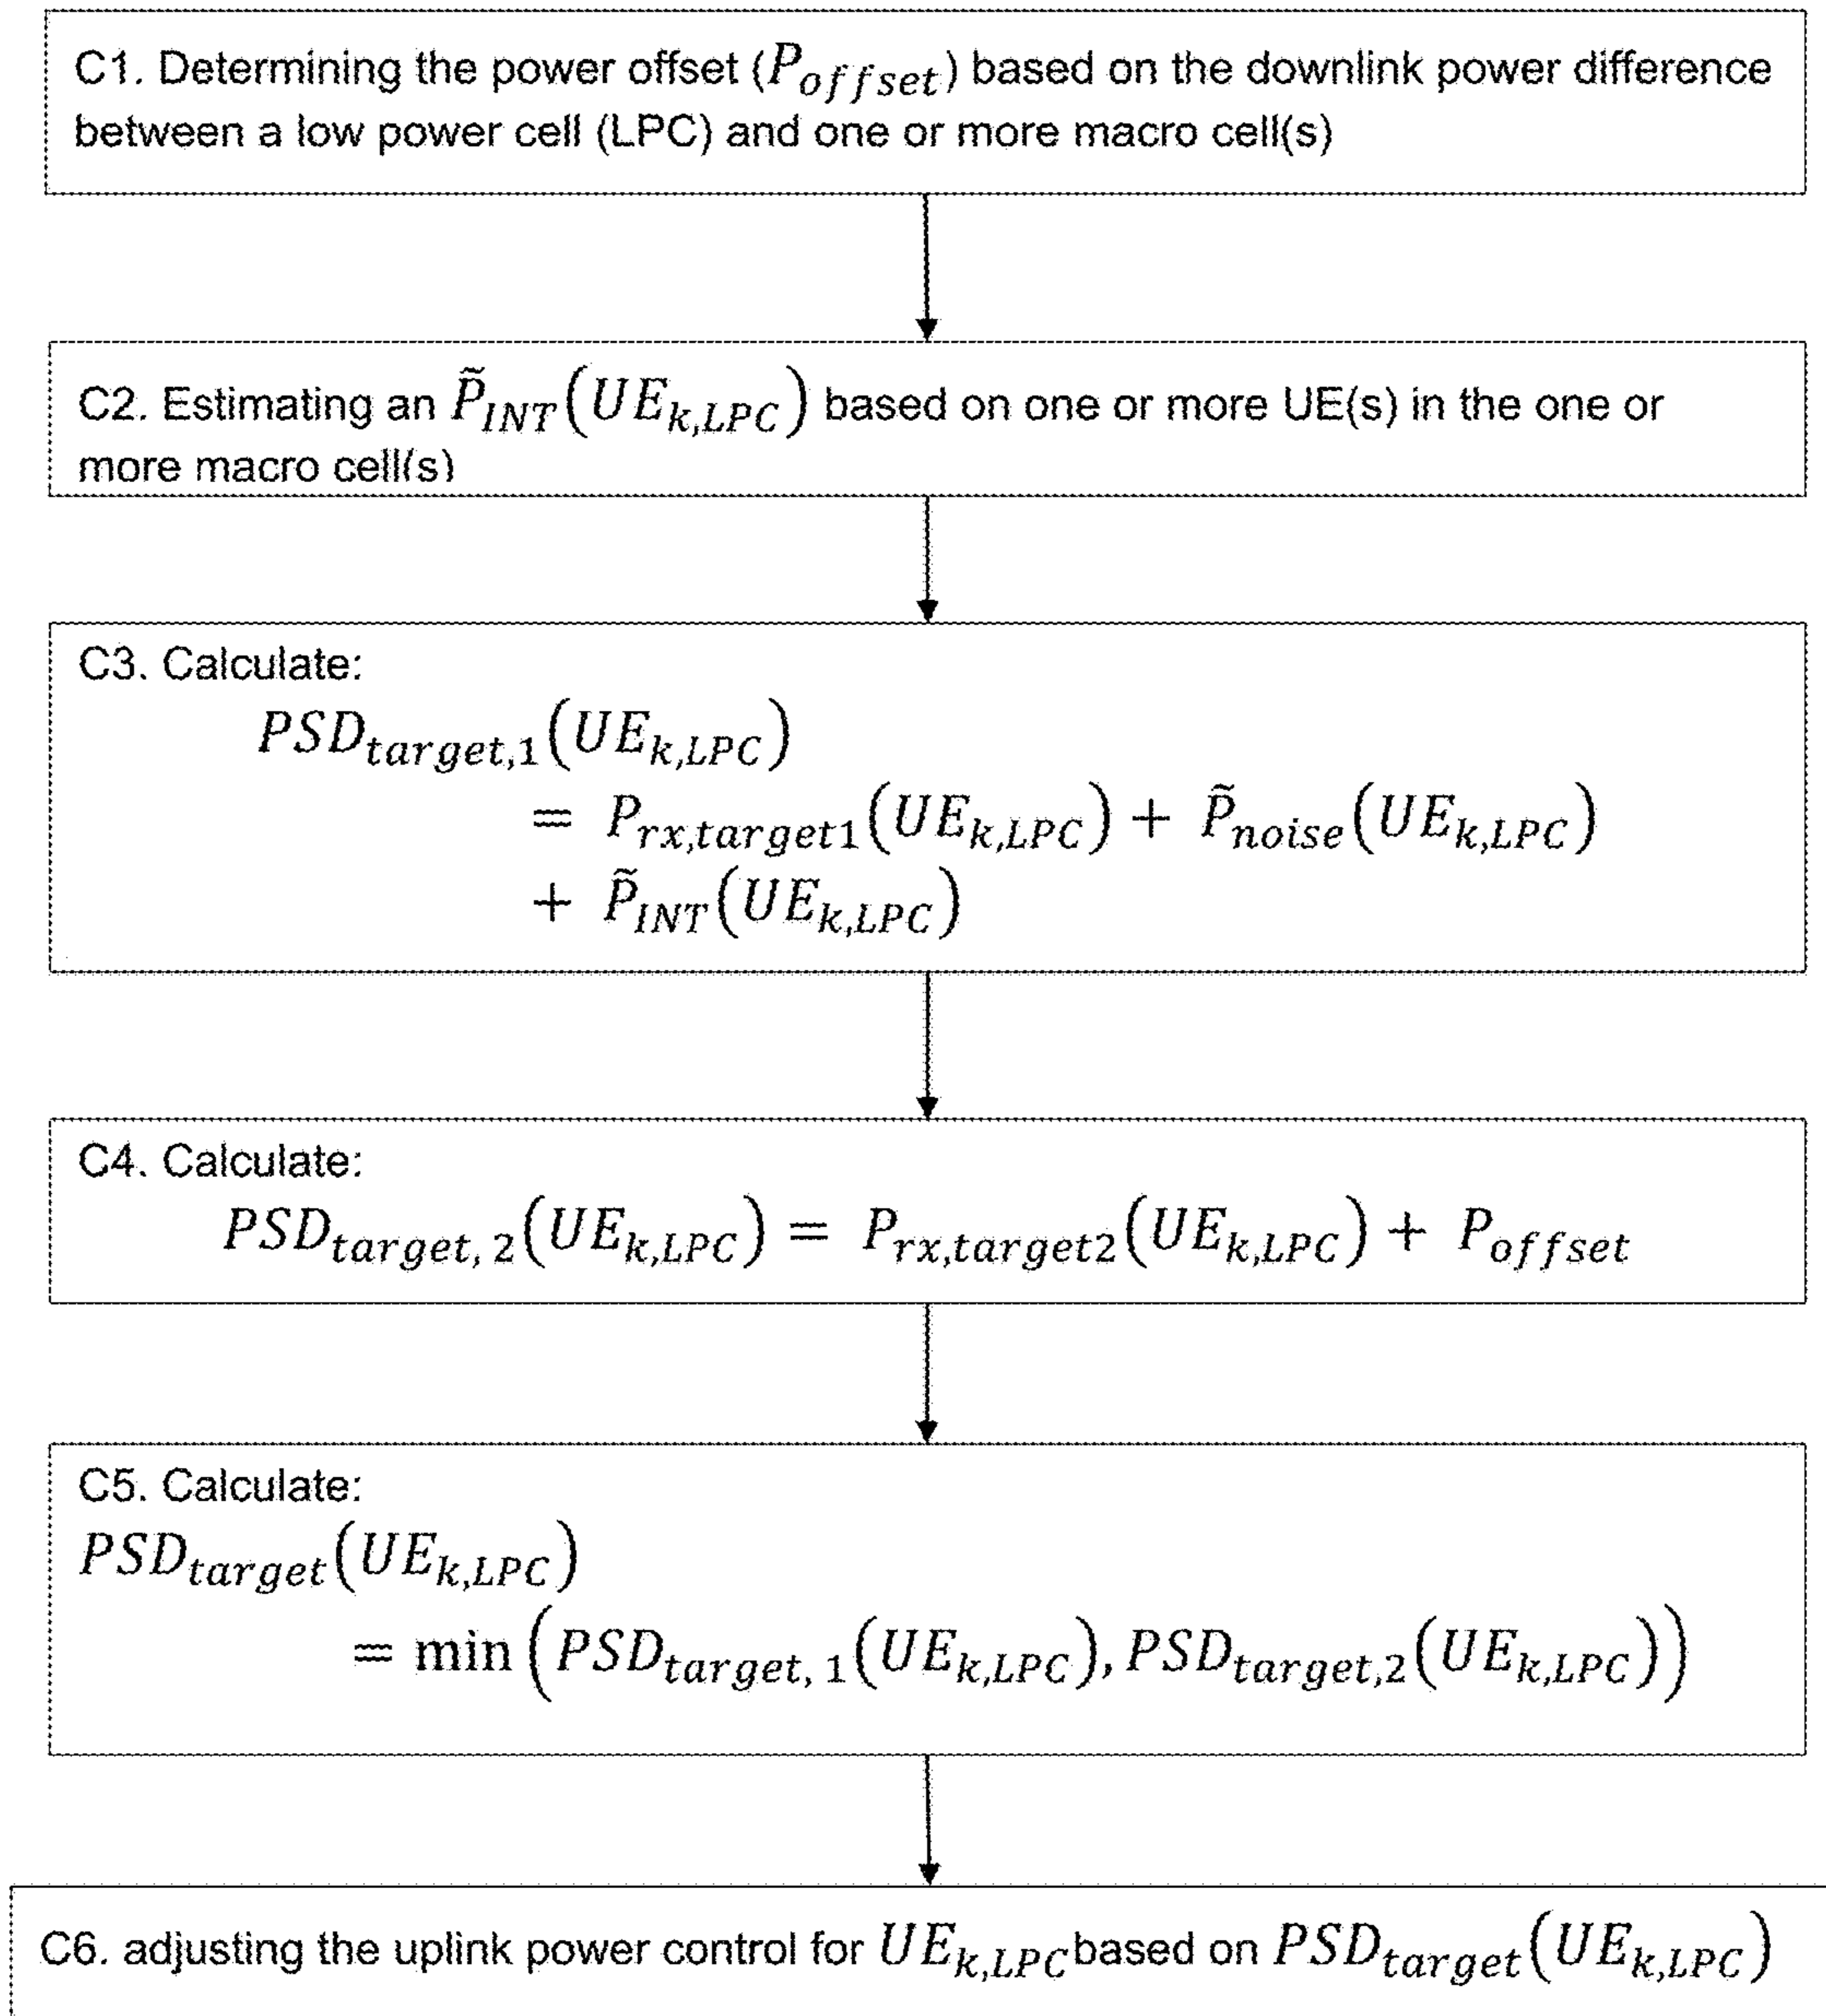 C1. Determining the power offset (P_offset) based on the downlink power difference
between a low power cell (LPC) and one or more macro cell(s)
C2. Estimating an P̃_INT(UE_k,LPC) based on one or more UE(s) in the one or
more macro cell(s)
C3. Calculate:
PSD_target,1(UE_k,LPC)
= P_rx,target1(UE_k,LPC) + P̃_noise(UE_k,LPC)
+ P̃_INT(UE_k,LPC)
C4. Calculate:
PSD_target, 2(UE_k,LPC) = P_rx,target2(UE_k,LPC) + P_offset
C5. Calculate:
PSD_target(UE_k,LPC)
= min(PSD_target, 1(UE_k,LPC), PSD_target,2(UE_k,LPC))
C6. adjusting the uplink power control for UE_k,LPC based on PSD_target(UE_k,LPC)